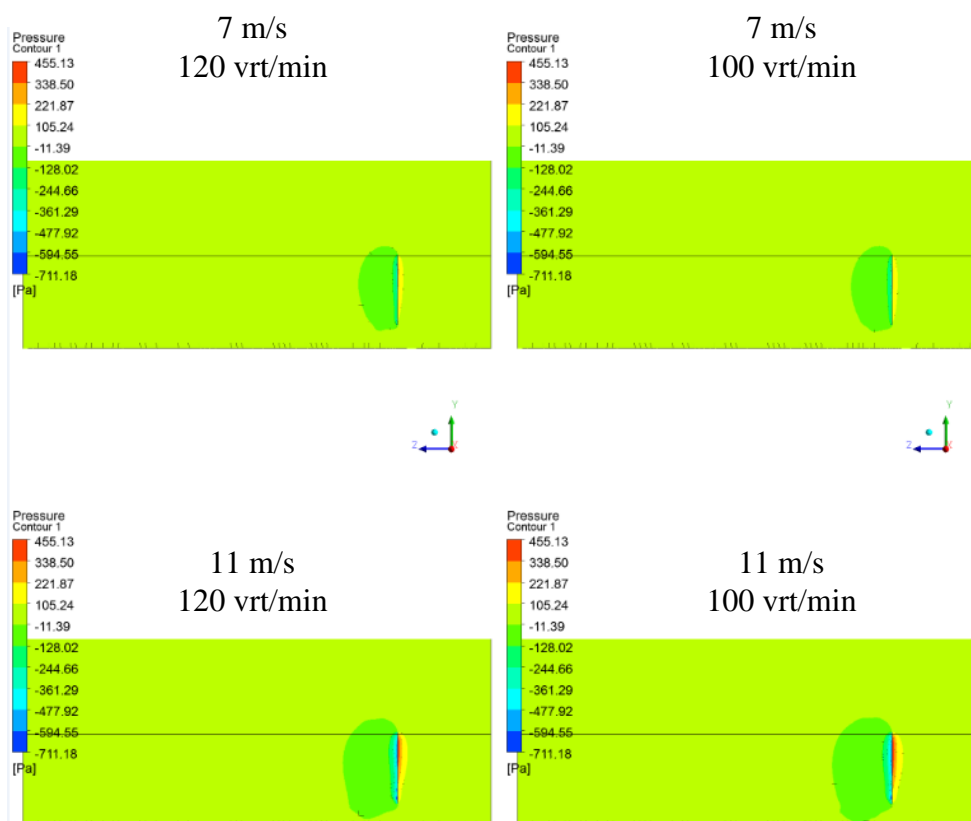 7 m/s
120 vrt/min
Pressure
Contour 1
455.13
338.50
221.87
105.24
-11.39
-128.02
-244.66
-361.29
-477.92
-594.55
-711.18
[Pa]
7 m/s
100 vrt/min
Pressure
Contour 1
455.13
338.50
221.87
105.24
-11.39
-128.02
-244.66
-361.29
-477.92
-594.55
-711.18
[Pa]
Y
Z
Y
Z
11 m/s
120 vrt/min
Pressure
Contour 1
455.13
338.50
221.87
105.24
-11.39
-128.02
-244.66
-361.29
-477.92
-594.55
-711.18
[Pa]
11 m/s
100 vrt/min
Pressure
Contour 1
455.13
338.50
221.87
105.24
-11.39
-128.02
-244.66
-361.29
-477.92
-594.55
-711.18
[Pa]